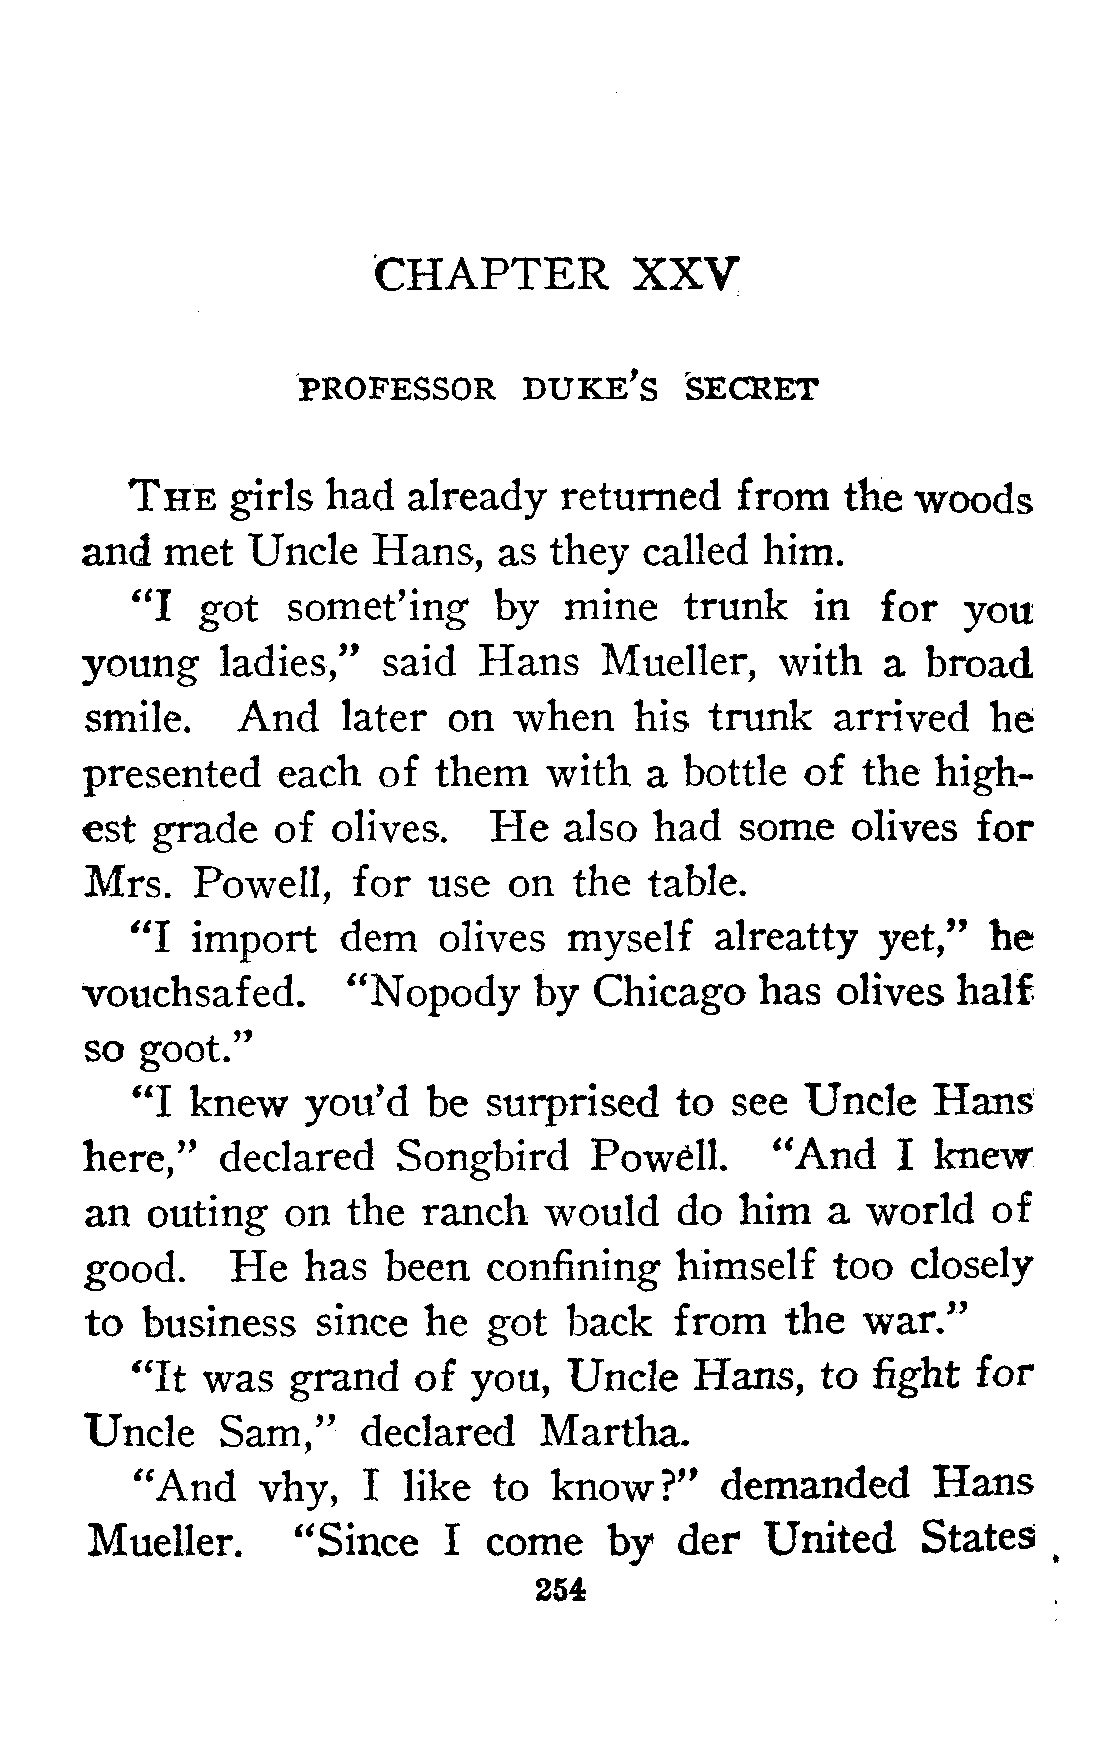 CHAPTER XXV
PROFESSOR DUKE'S SECRET
THE girls had already returned from the woods
and met Uncle Hans, as they called him.
“I got somet'ing by mine trunk in for you
young ladies,” said Hans Mueller, with a broad
smile. And later on when his trunk arrived he
presented each of them with a bottle of the high-
est grade of olives. He also had some olives for
Mrs. Powell, for use on the table.
“I import dem olives myself alreatty yet,” he
vouchsafed. “Nopody by Chicago has olives half
so goot.”
“I knew you'd be surprised to see Uncle Hans
here,” declared Songbird Powell. “And I knew
an outing on the ranch would do him a world of
good. He has been confining himself too closely
to business since he got back from the war.”
“It was grand of you, Uncle Hans, to fight for
Uncle Sam,” declared Martha.
“And vhy, I like to know?” demanded Hans
Mueller. “Since I come by der United States
254